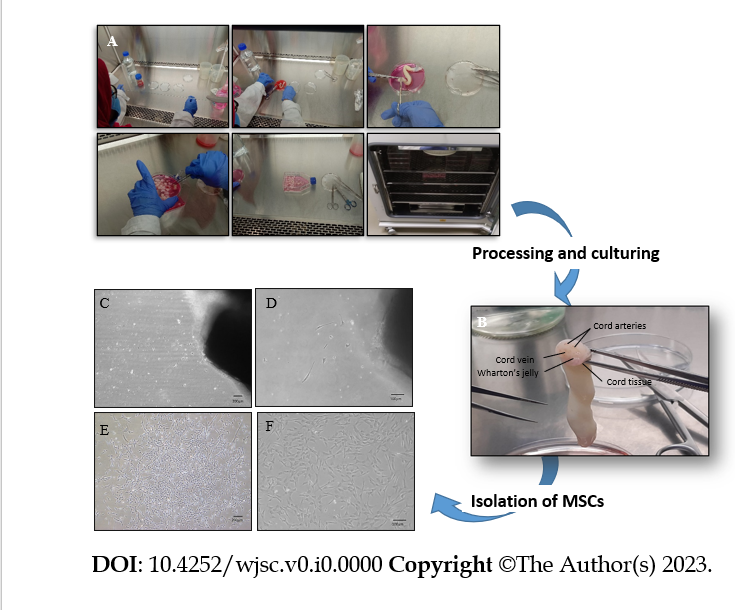 A
Processing and culturing
B
Cord arteries
Cord vein
Wharton's jelly
Cord tissue
C
D
E
F
Isolation of MSCs
DOI: 10.4252/wjsc.v0.i0.0000 Copyright ©The Author(s) 2023.